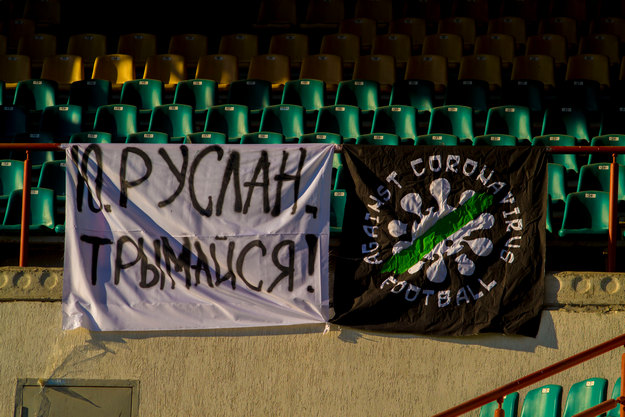 Ю. РУСЛАН,
ТРЫМАЙСЯ!
AGAINST CORONAVIRUS
FOOTBALL